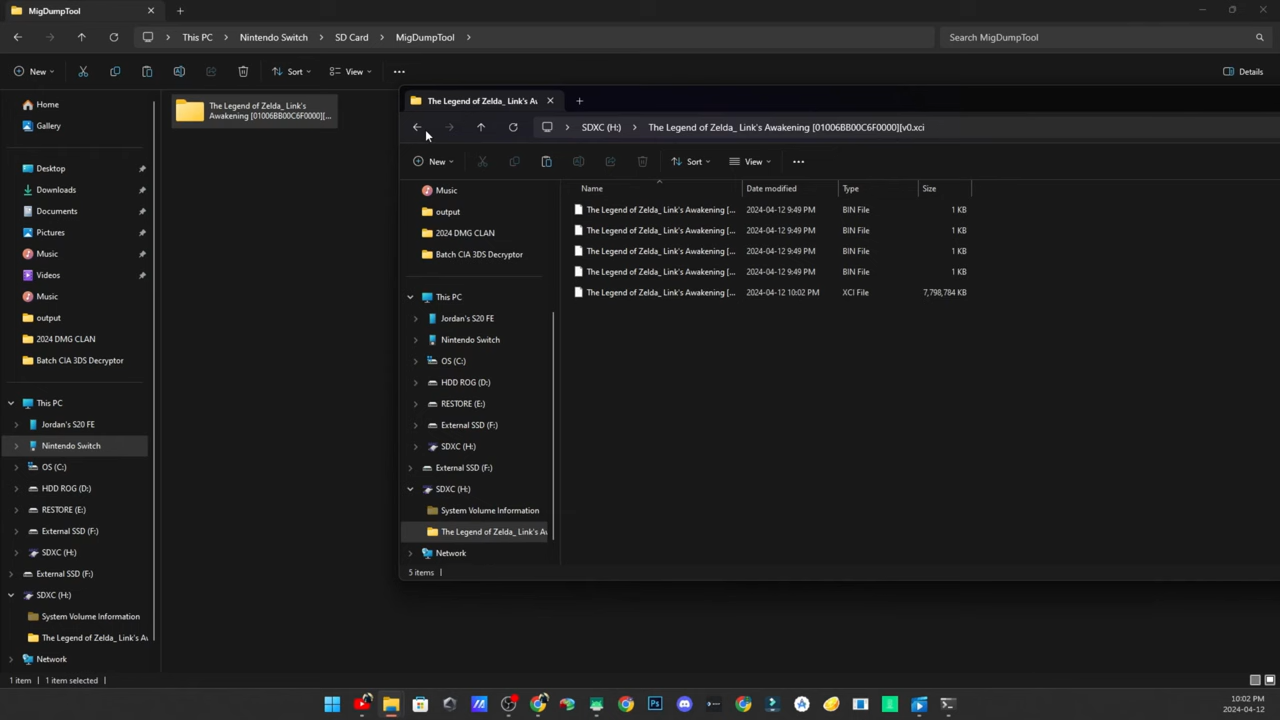 MigDumpTool
This PC
Nintendo Switch
SD Card
MigDumpTool
Search MigDumpTool
New
Sort
View
Details
Home
Gallery
Desktop
Downloads
Documents
Pictures
Music
Videos
Music
output
2024 DMG CLAN
Batch CIA 3DS Decryptor
This PC
Jordan's S20 FE
Nintendo Switch
OS (C:)
HDD ROG (D:)
RESTORE (E:)
External SSD (F:)
SDXC (H:)
External SSD (F:)
SDXC (H:)
System Volume Information
The Legend of Zelda_ Link's Aw
Network
1 item
1 item selected
The Legend of Zelda_ Link's
Awakening [01006BB00C6F0000][...
The Legend of Zelda_ Link's Aw
SDXC (H:)
The Legend of Zelda_ Link's Awakening [01006BB00C6F0000][v0.xci
New
Sort
View
Music
output
2024 DMG CLAN
Batch CIA 3DS Decryptor
This PC
Jordan's S20 FE
Nintendo Switch
OS (C:)
HDD ROG (D:)
RESTORE (E:)
External SSD (F:)
SDXC (H:)
External SSD (F:)
SDXC (H:)
System Volume Information
The Legend of Zelda_ Link's Aw
Network
5 items
Name Date modified Type Size
The Legend of Zelda_ Link's Awakening [... 2024-04-12 9:49 PM BIN File 1 KB
The Legend of Zelda_ Link's Awakening [... 2024-04-12 9:49 PM BIN File 1 KB
The Legend of Zelda_ Link's Awakening [... 2024-04-12 9:49 PM BIN File 1 KB
The Legend of Zelda_ Link's Awakening [... 2024-04-12 9:49 PM BIN File 1 KB
The Legend of Zelda_ Link's Awakening [... 2024-04-12 10:02 PM XCI File 7,798,784 KB
10:02 PM
2024-04-12